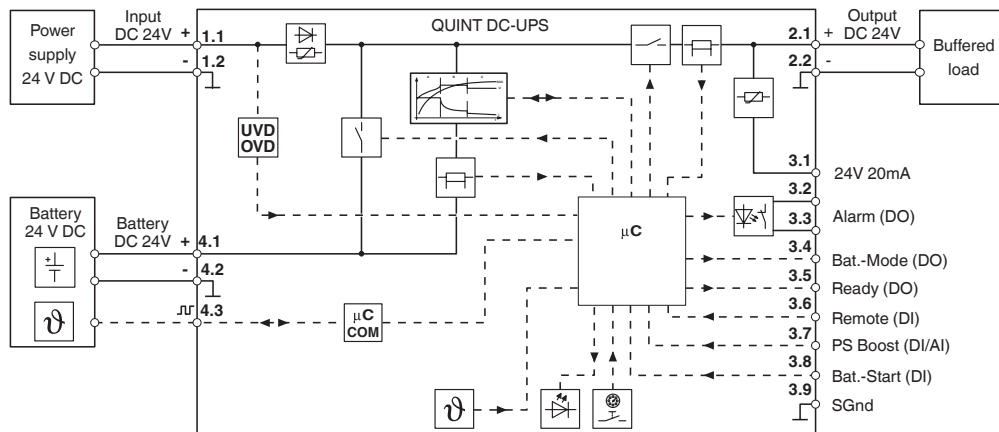 Power
supply
24 V DC
Input
DC 24V
+
1.1
-
1.2
QUINT DC-UPS
2.1
+
2.2
-
Output
DC 24V
Buffered
load
UVD
OVD
3.1
24V 20mA
3.2
3.3
Alarm (DO)
3.4
Bat.-Mode (DO)
3.5
Ready (DO)
3.6
Remote (DI)
3.7
PS Boost (DI/AI)
3.8
Bat.-Start (DI)
3.9
SGnd
Battery
24 V DC
+
-
ϑ
Battery
DC 24V
+
4.1
-
4.2
4.3
µC
COM
µC
ϑ